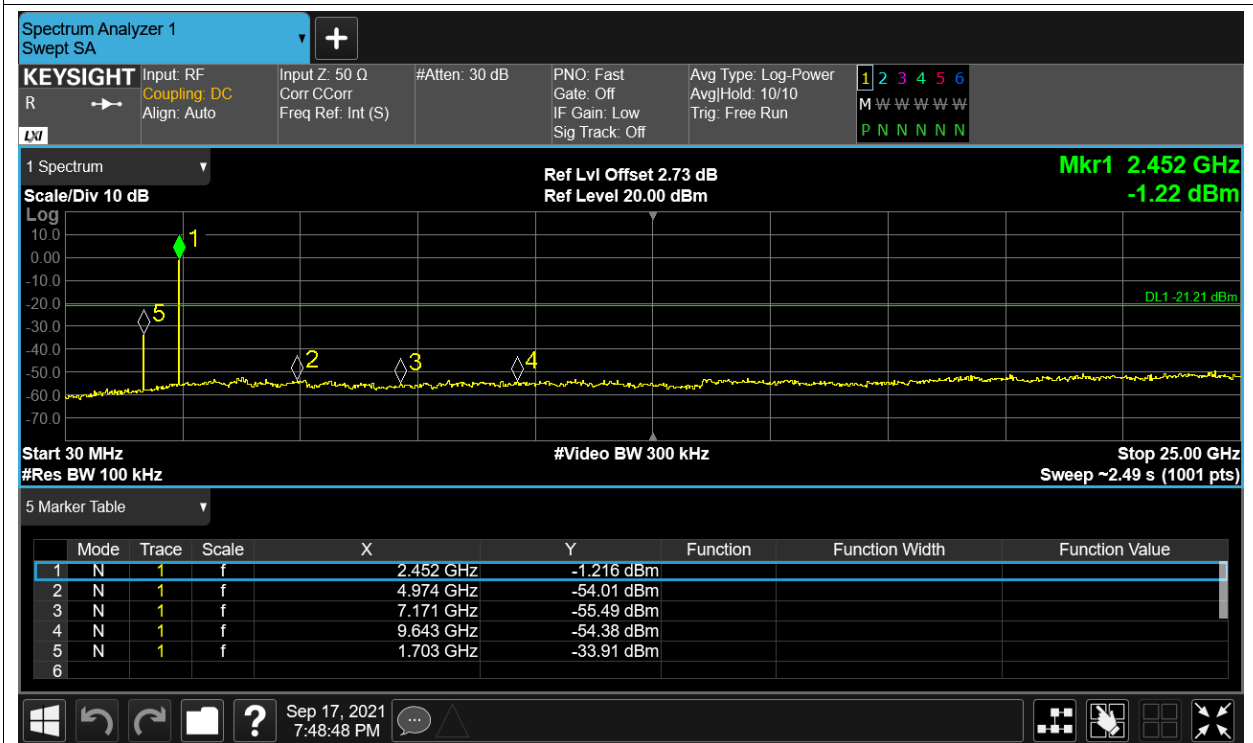 Spectrum Analyzer 1
Swept SA
KEYSIGHT
R
LXI
Input: RF
Coupling: DC
Align: Auto
Input Z: 50 Ω
Corr CCorr
Freq Ref: Int (S)
#Atten: 30 dB
PNO: Fast
Gate: Off
IF Gain: Low
Sig Track: Off
Avg Type: Log-Power
Avg|Hold: 10/10
Trig: Free Run
1 2 3 4 5 6
M W W W W W
P N N N N N
1 Spectrum
Scale/Div 10 dB
Ref Lvl Offset 2.73 dB
Ref Level 20.00 dBm
Mkr1 2.452 GHz
-1.22 dBm
Log
10.0
0.00
-10.0
-20.0
-30.0
-40.0
-50.0
-60.0
-70.0
1
5
2
3
4
DL1 -21.21 dBm
Start 30 MHz
#Video BW 300 kHz
Stop 25.00 GHz
#Res BW 100 kHz
Sweep ~2.49 s (1001 pts)
5 Marker Table
Mode Trace Scale X Y Function Function Width Function Value
1 N 1 f 2.452 GHz -1.216 dBm
2 N 1 f 4.974 GHz -54.01 dBm
3 N 1 f 7.171 GHz -55.49 dBm
4 N 1 f 9.643 GHz -54.38 dBm
5 N 1 f 1.703 GHz -33.91 dBm
6
?
Sep 17, 2021
7:48:48 PM